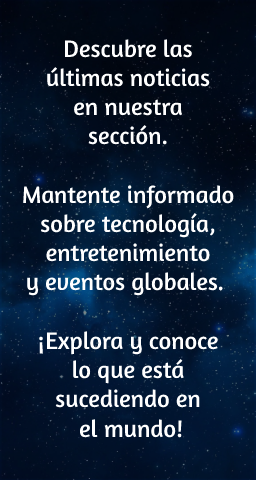 Descubre las
últimas noticias
en nuestra
sección.
Mantente informado
sobre tecnología,
entretenimiento
y eventos globales.
¡Explora y conoce
lo que está
sucediendo en
el mundo!